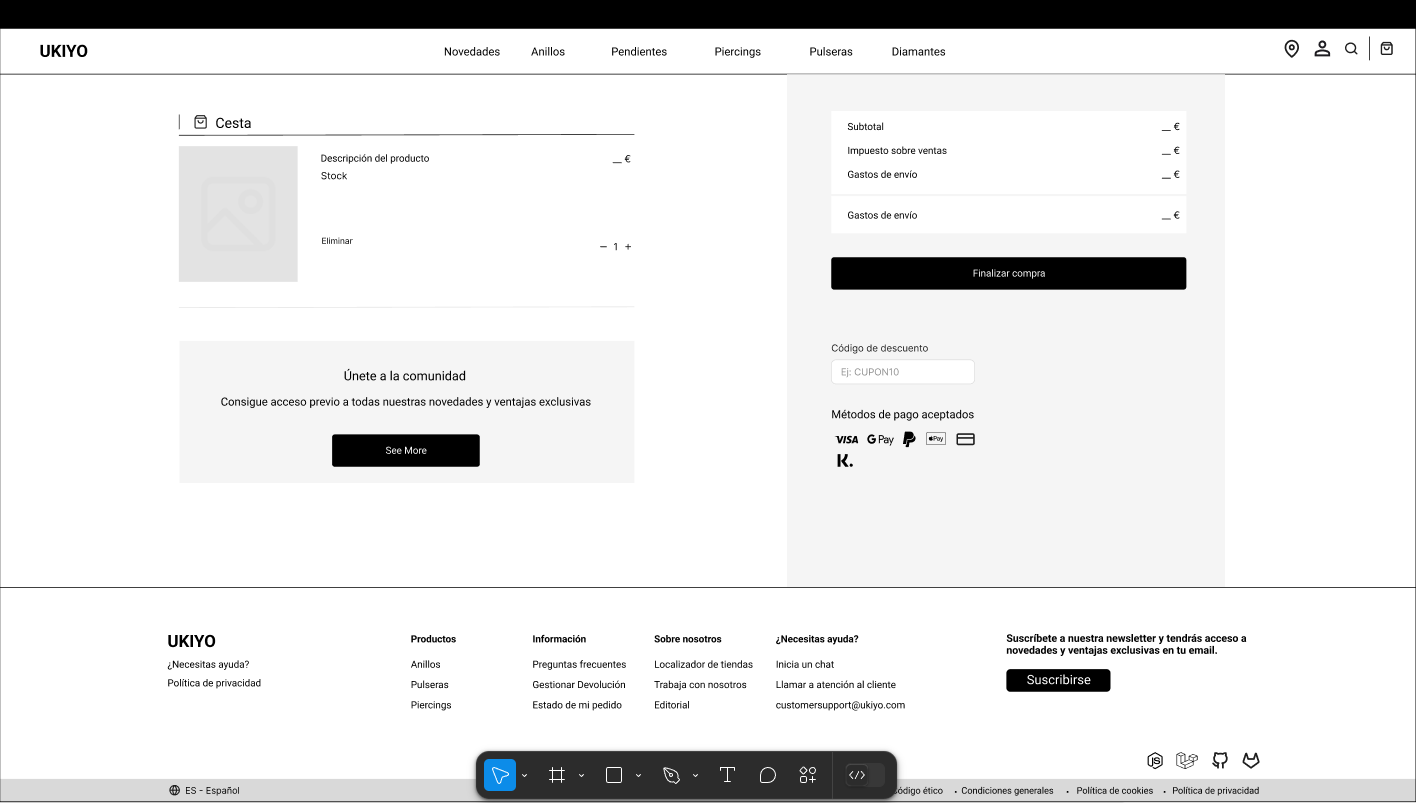 UKIYO
Novedades Anillos Pendientes Piercings Pulseras Diamantes
Cesta
Descripción del producto __ €
Stock
Eliminar
− 1 +
Únete a la comunidad
Consigue acceso previo a todas nuestras novedades y ventajas exclusivas
See More
Subtotal __ €
Impuesto sobre ventas __ €
Gastos de envío __ €
Gastos de envío __ €
Finalizar compra
Código de descuento
Ej: CUPON10
Métodos de pago aceptados
VISA G Pay Pay
K.
UKIYO
¿Necesitas ayuda?
Política de privacidad
Productos
Anillos
Pulseras
Piercings
Información
Preguntas frecuentes
Gestionar Devolución
Estado de mi pedido
Sobre nosotros
Localizador de tiendas
Trabaja con nosotros
Editorial
¿Necesitas ayuda?
Inicia un chat
Llamar a atención al cliente
customersupport@ukiyo.com
Suscríbete a nuestra newsletter y tendrás acceso a
novedades y ventajas exclusivas en tu email.
Suscribirse
JS
ES - Español
ético • Condiciones generales • Política de cookies • Política de privacidad